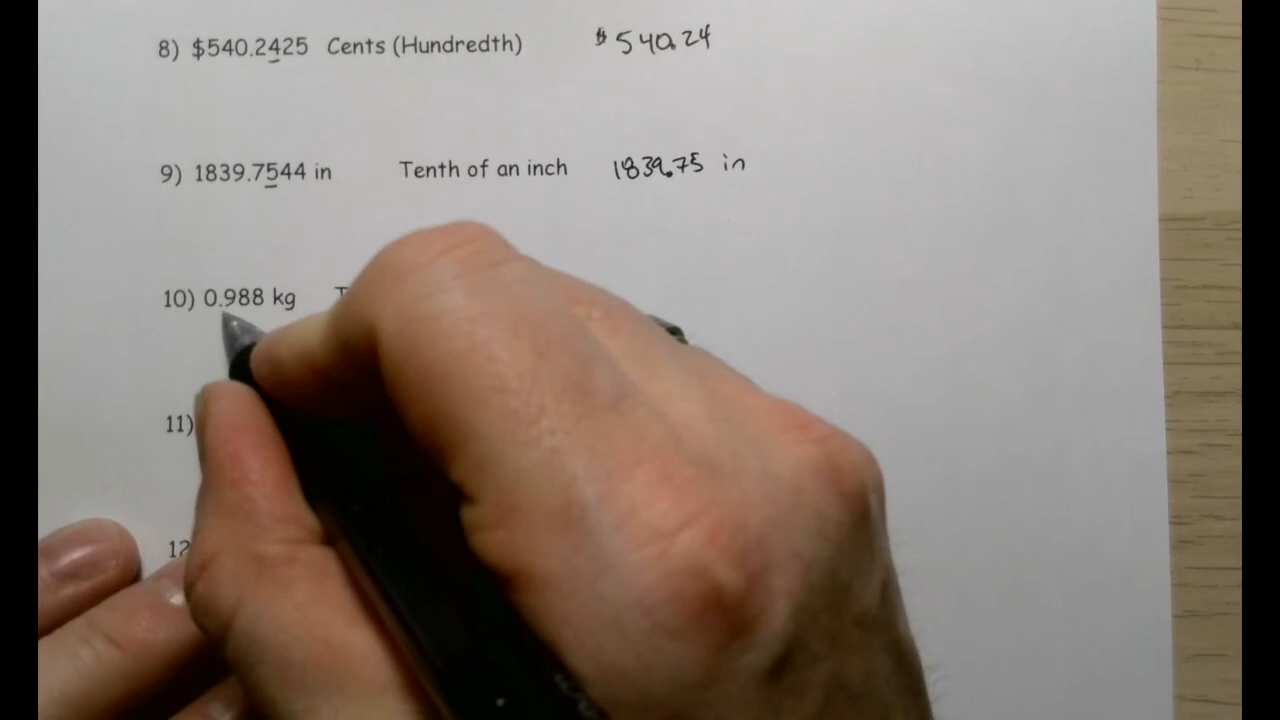 8) $540.2425 Cents (Hundredth) $540.24
9) 1839.7544 in Tenth of an inch 1839.75 in
10) 0.988 kg
11)
12